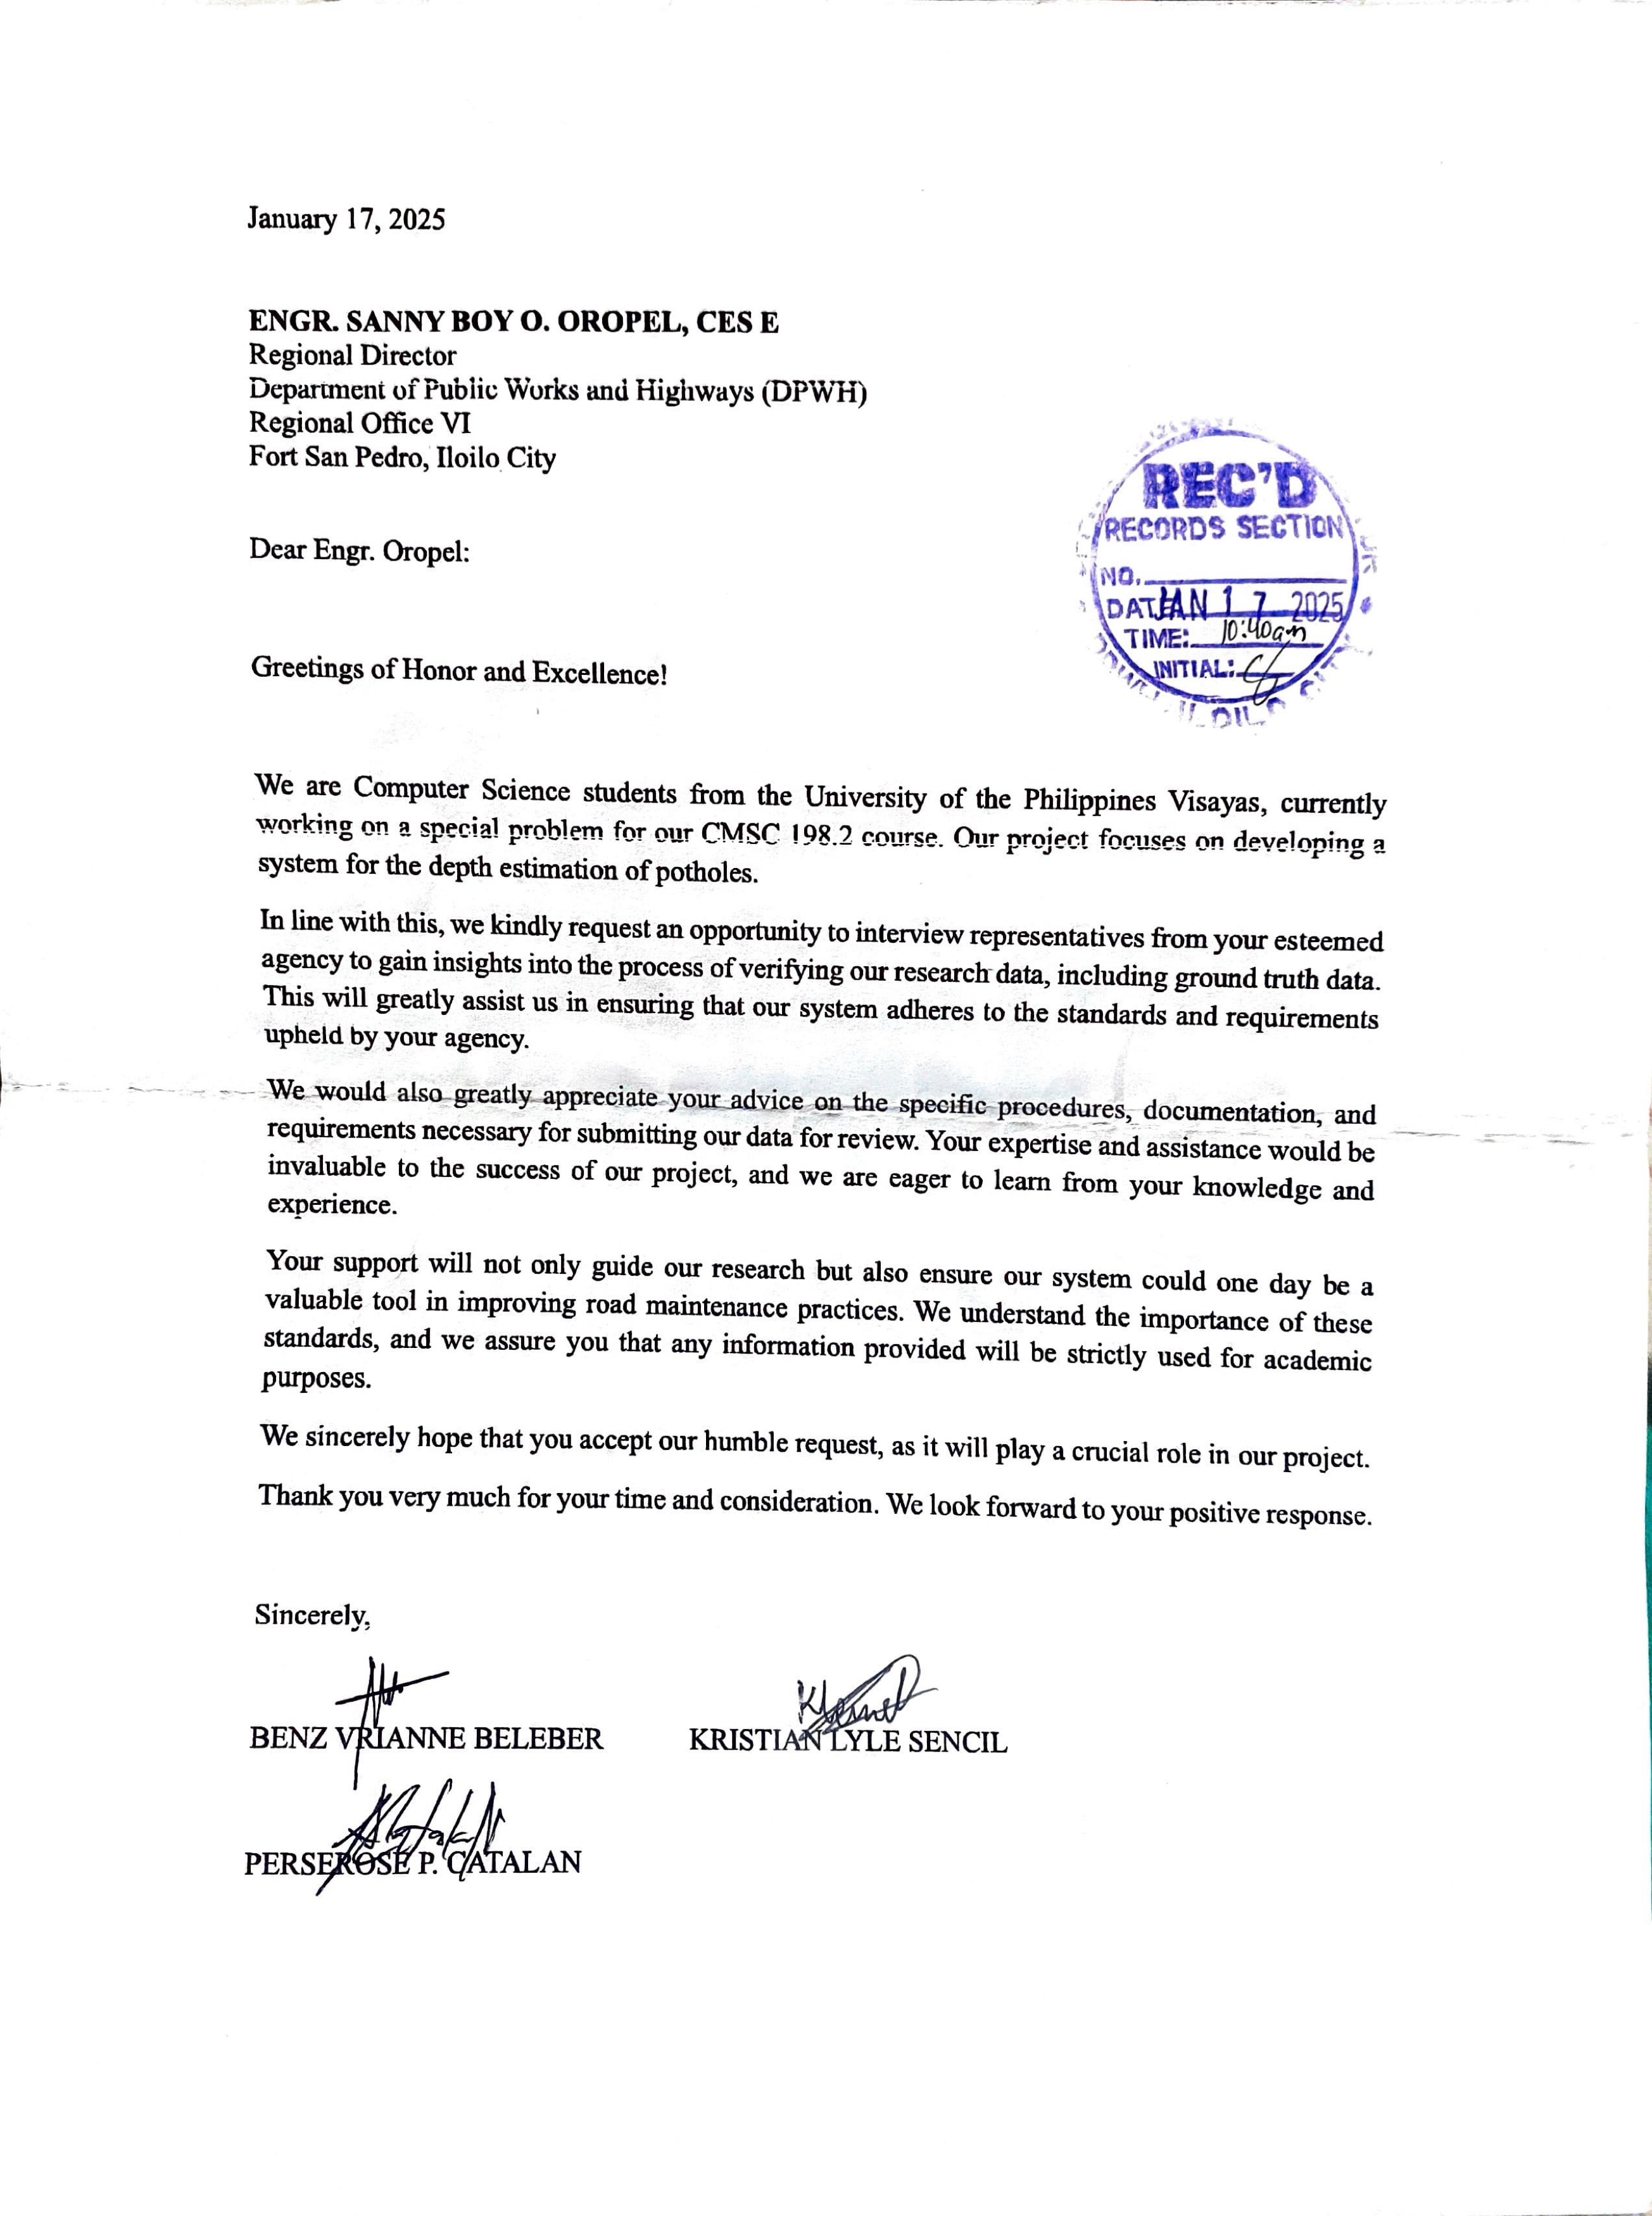 January 17, 2025
ENGR. SANNY BOY O. OROPEL, CES E
Regional Director
Department of Public Works and Highways (DPWH)
Regional Office VI
Fort San Pedro, Iloilo City
REC'D
RECORDS SECTION
NO.
DATE JAN 17 2025
TIME: 10:40am
INITIAL:
ILOILO CITY
Dear Engr. Oropel:
Greetings of Honor and Excellence!
We are Computer Science students from the University of the Philippines Visayas, currently
working on a special problem for our CMSC 198.2 course. Our project focuses on developing a
system for the depth estimation of potholes.
In line with this, we kindly request an opportunity to interview representatives from your esteemed
agency to gain insights into the process of verifying our research data, including ground truth data.
This will greatly assist us in ensuring that our system adheres to the standards and requirements
upheld by your agency.
We would also greatly appreciate your advice on the specific procedures, documentation, and
requirements necessary for submitting our data for review. Your expertise and assistance would be
invaluable to the success of our project, and we are eager to learn from your knowledge and
experience.
Your support will not only guide our research but also ensure our system could one day be a
valuable tool in improving road maintenance practices. We understand the importance of these
standards, and we assure you that any information provided will be strictly used for academic
purposes.
We sincerely hope that you accept our humble request, as it will play a crucial role in our project.
Thank you very much for your time and consideration. We look forward to your positive response.
Sincerely,
BENZ VRIANNE BELEBER
KRISTIAN LYLE SENCIL
PERSEROSE P. CATALAN